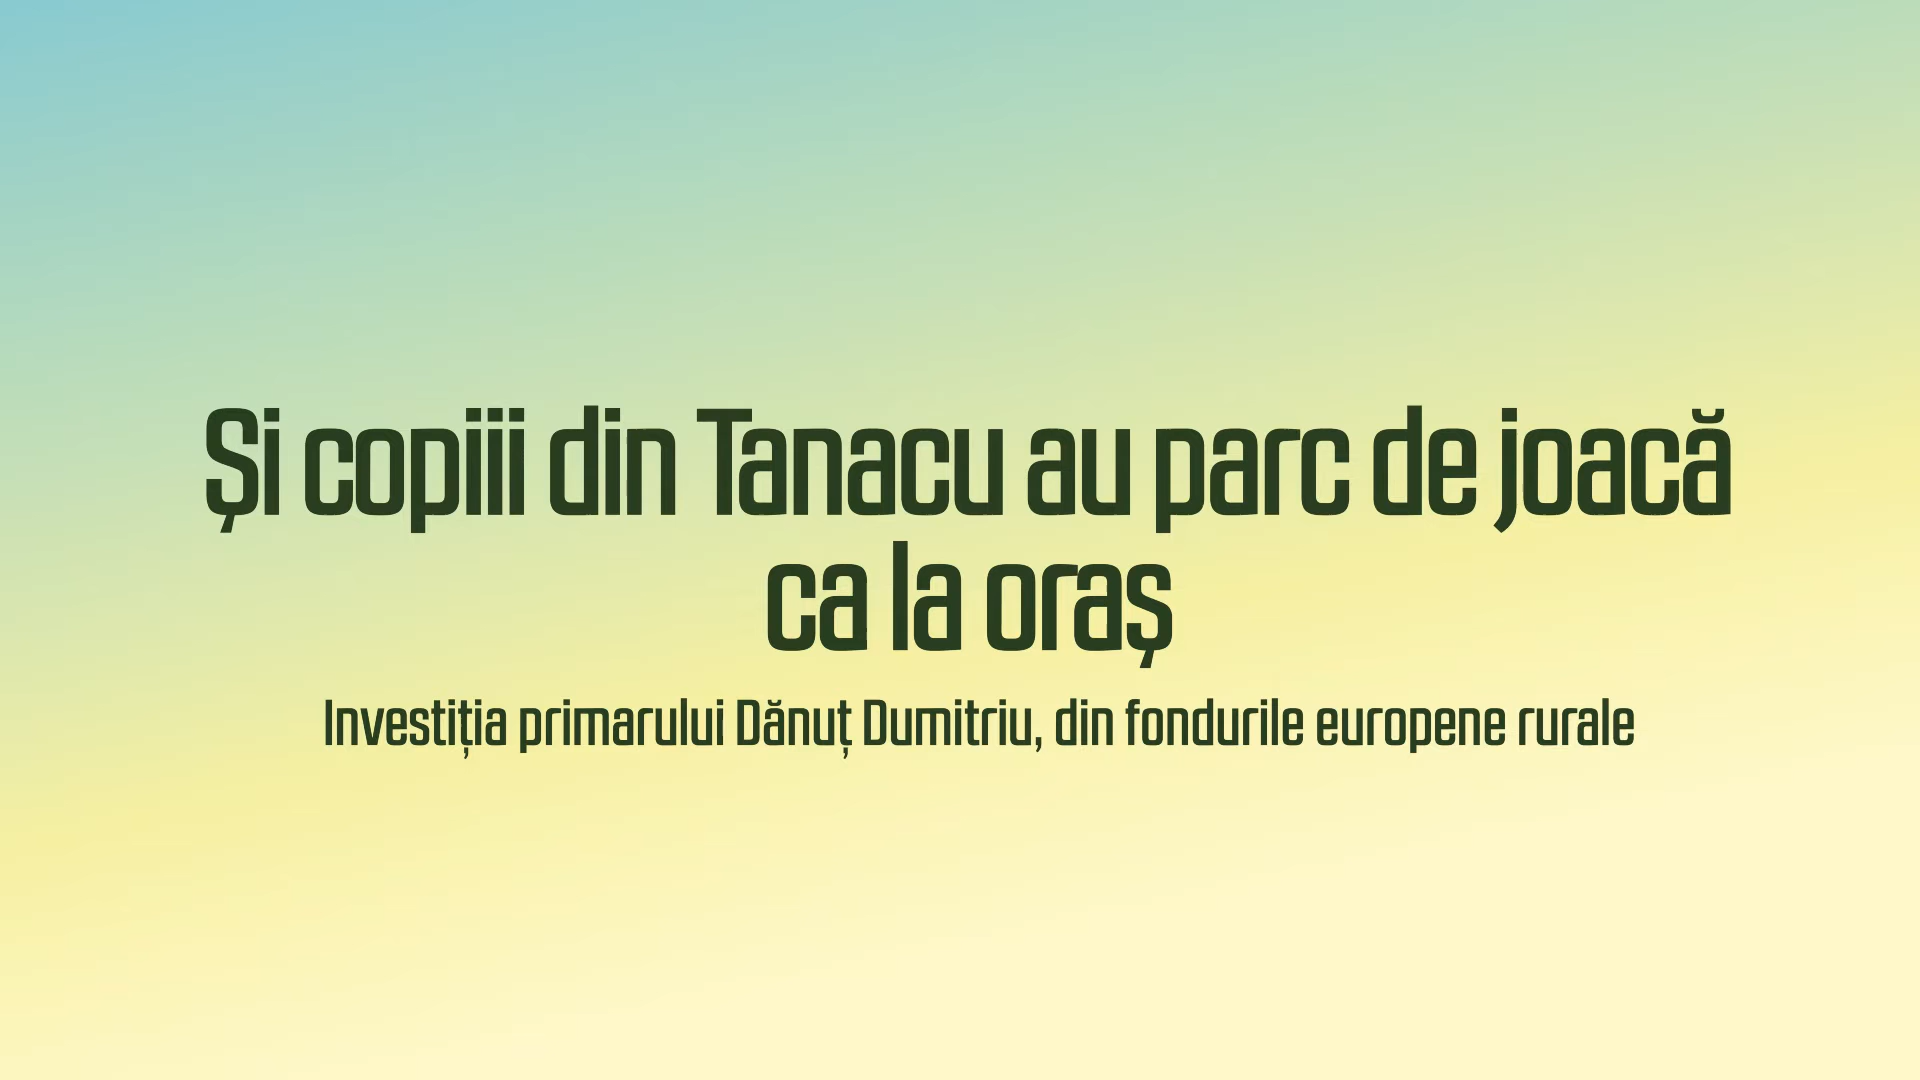 Și copiii din Tanacu au parc de joacă
ca la oraș
Investiția primarului Dănuț Dumitriu, din fondurile europene rurale